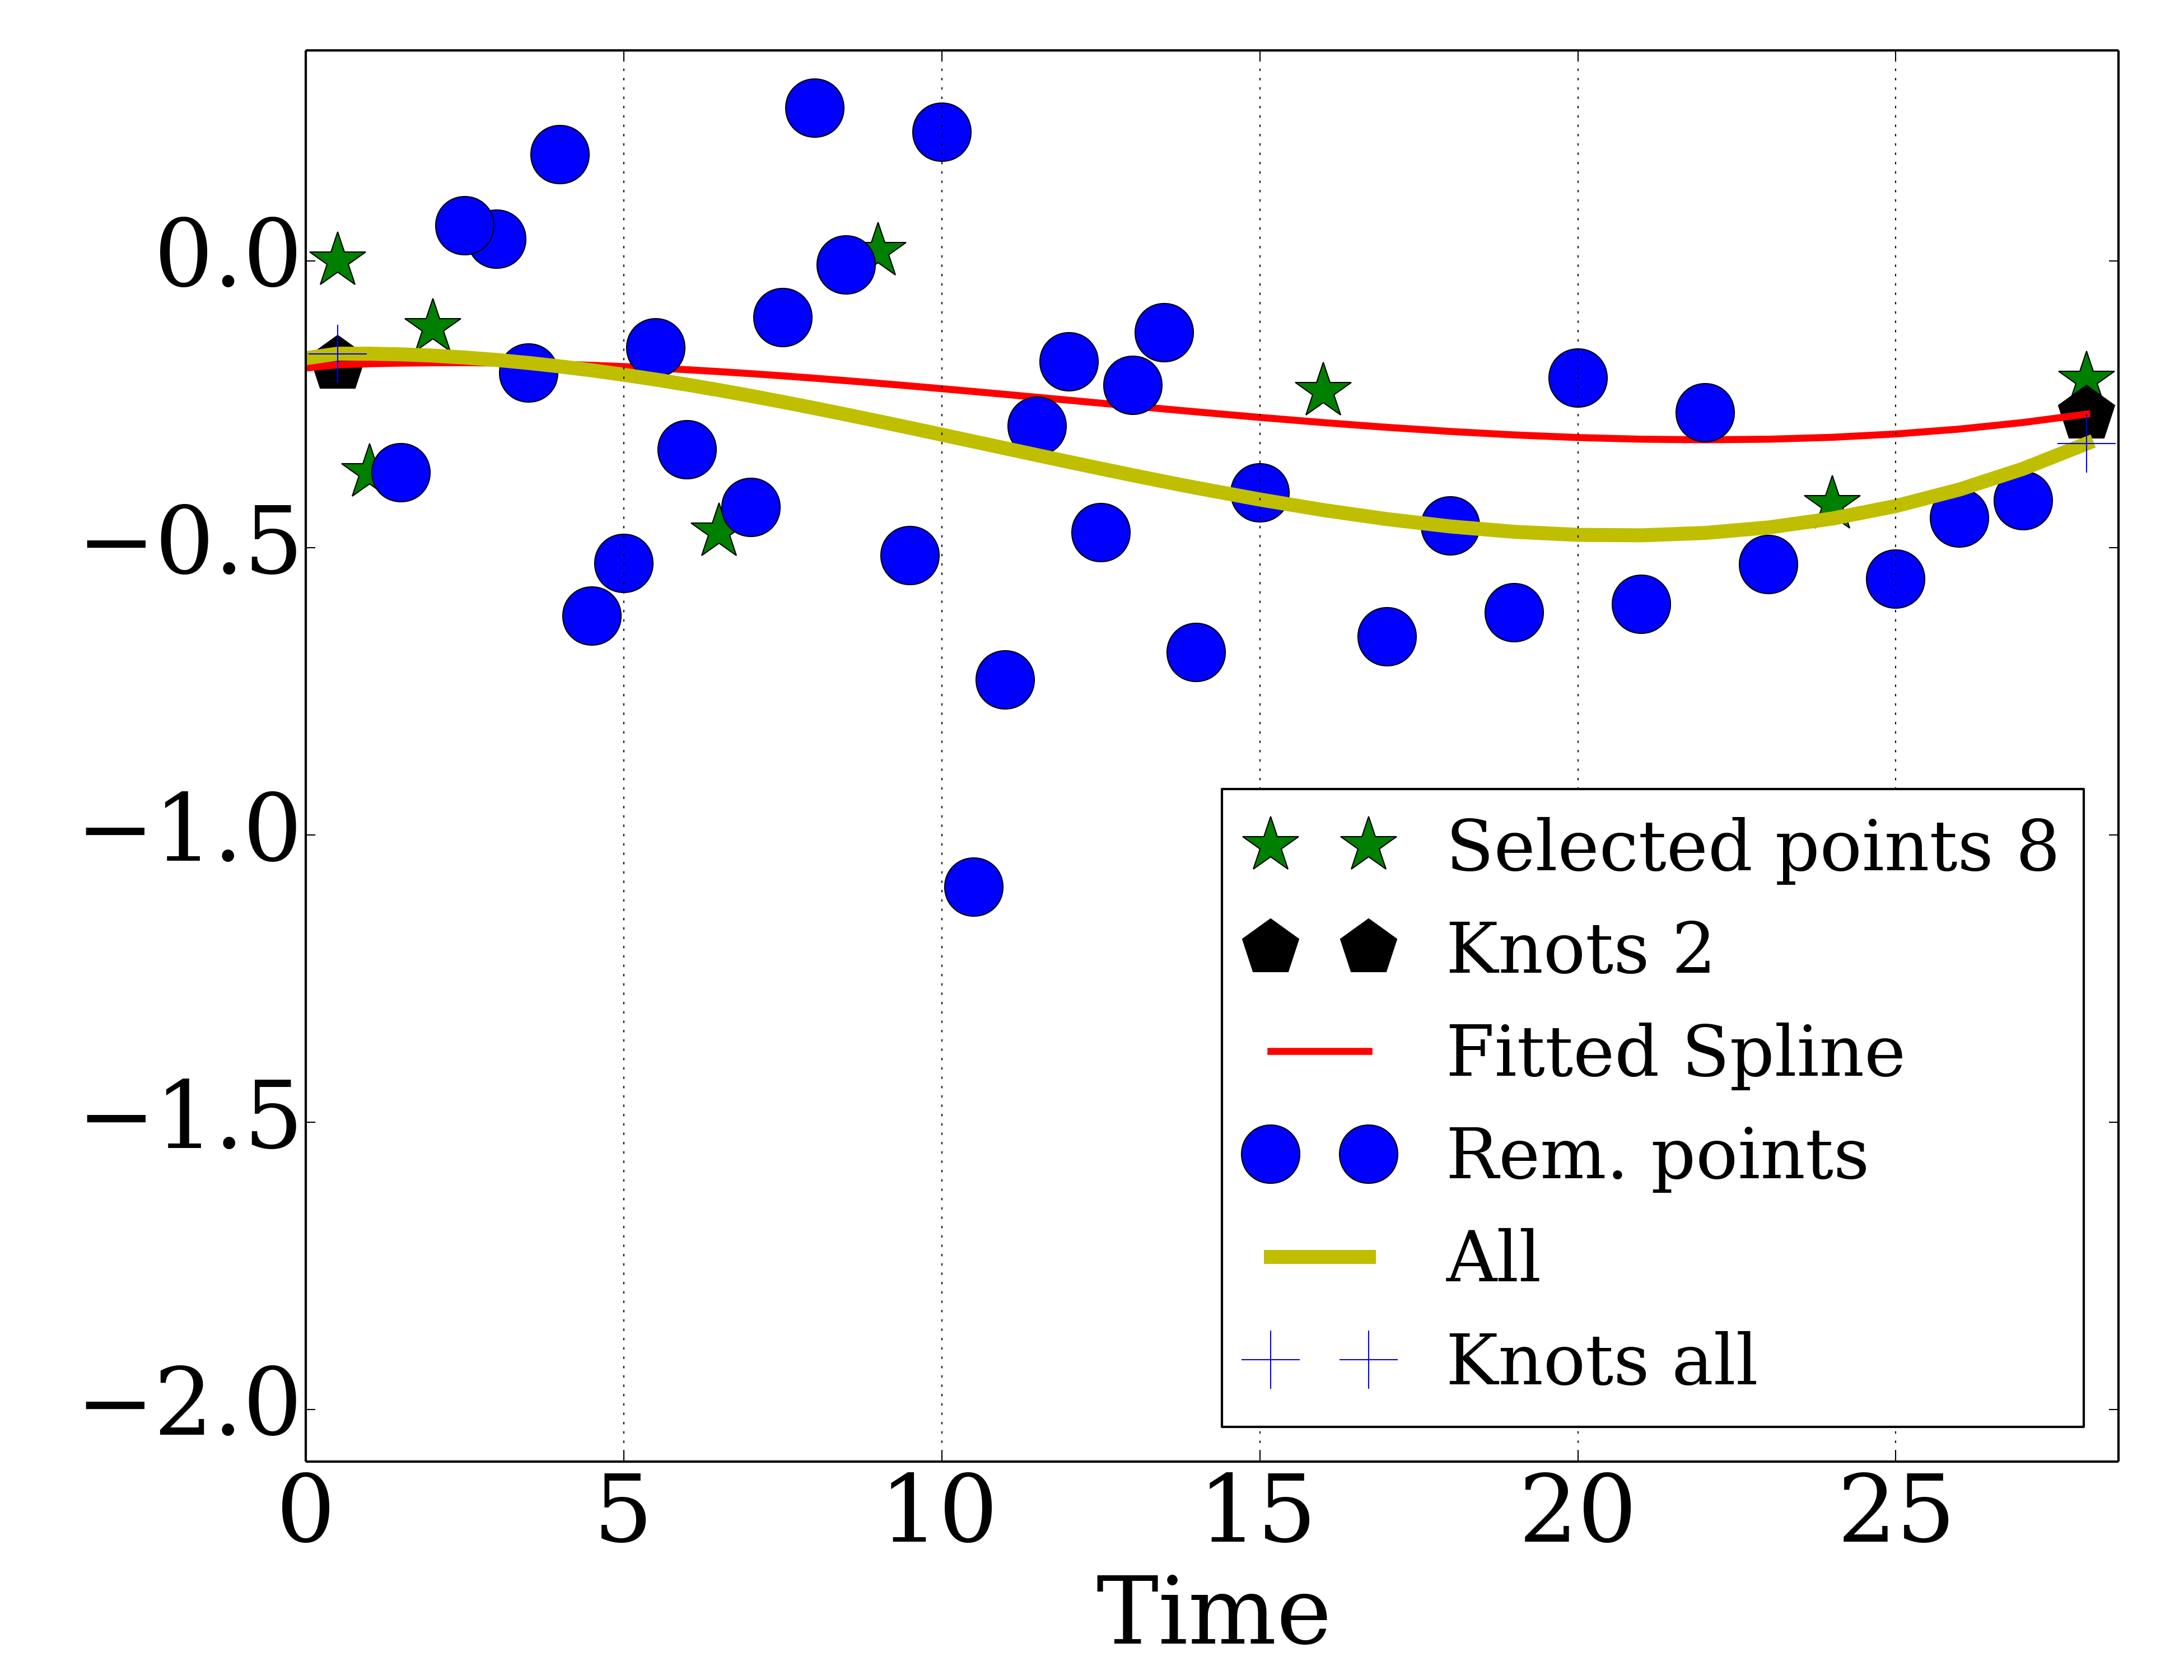 0.0
−0.5
−1.0
−1.5
−2.0
0 5 10 15 20 25
Time
Selected points 8
Knots 2
Fitted Spline
Rem. points
All
Knots all